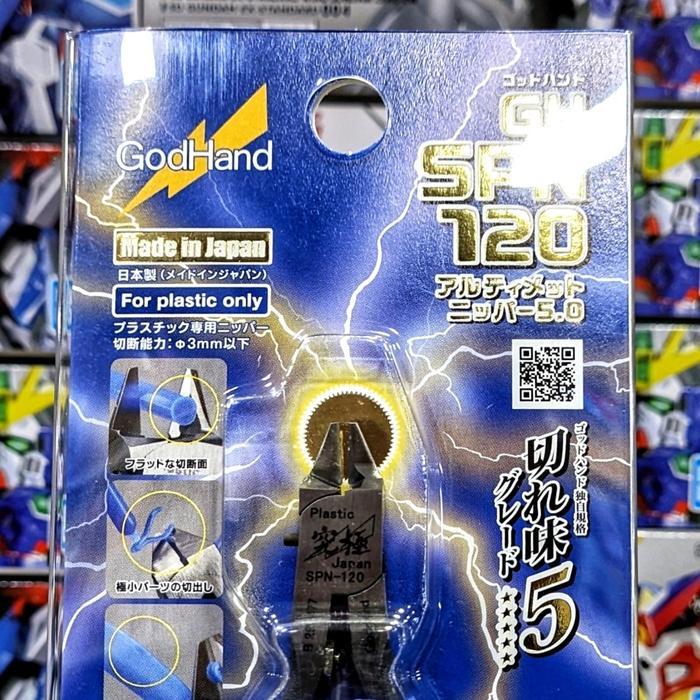 GodHand
Made in Japan
日本製(メイドインジャパン)
For plastic only
プラスチック専用ニッパー
切断能力:Φ3mm以下
フラットな切断面
極小パーツの切出し
ゴッドハンド
GH
SPN
120
アルティメット
ニッパー5.0
ゴッドハンド独自規格
切れ味
グレード5
☆☆☆☆☆
Plastic
究極
Japan
SPN-120